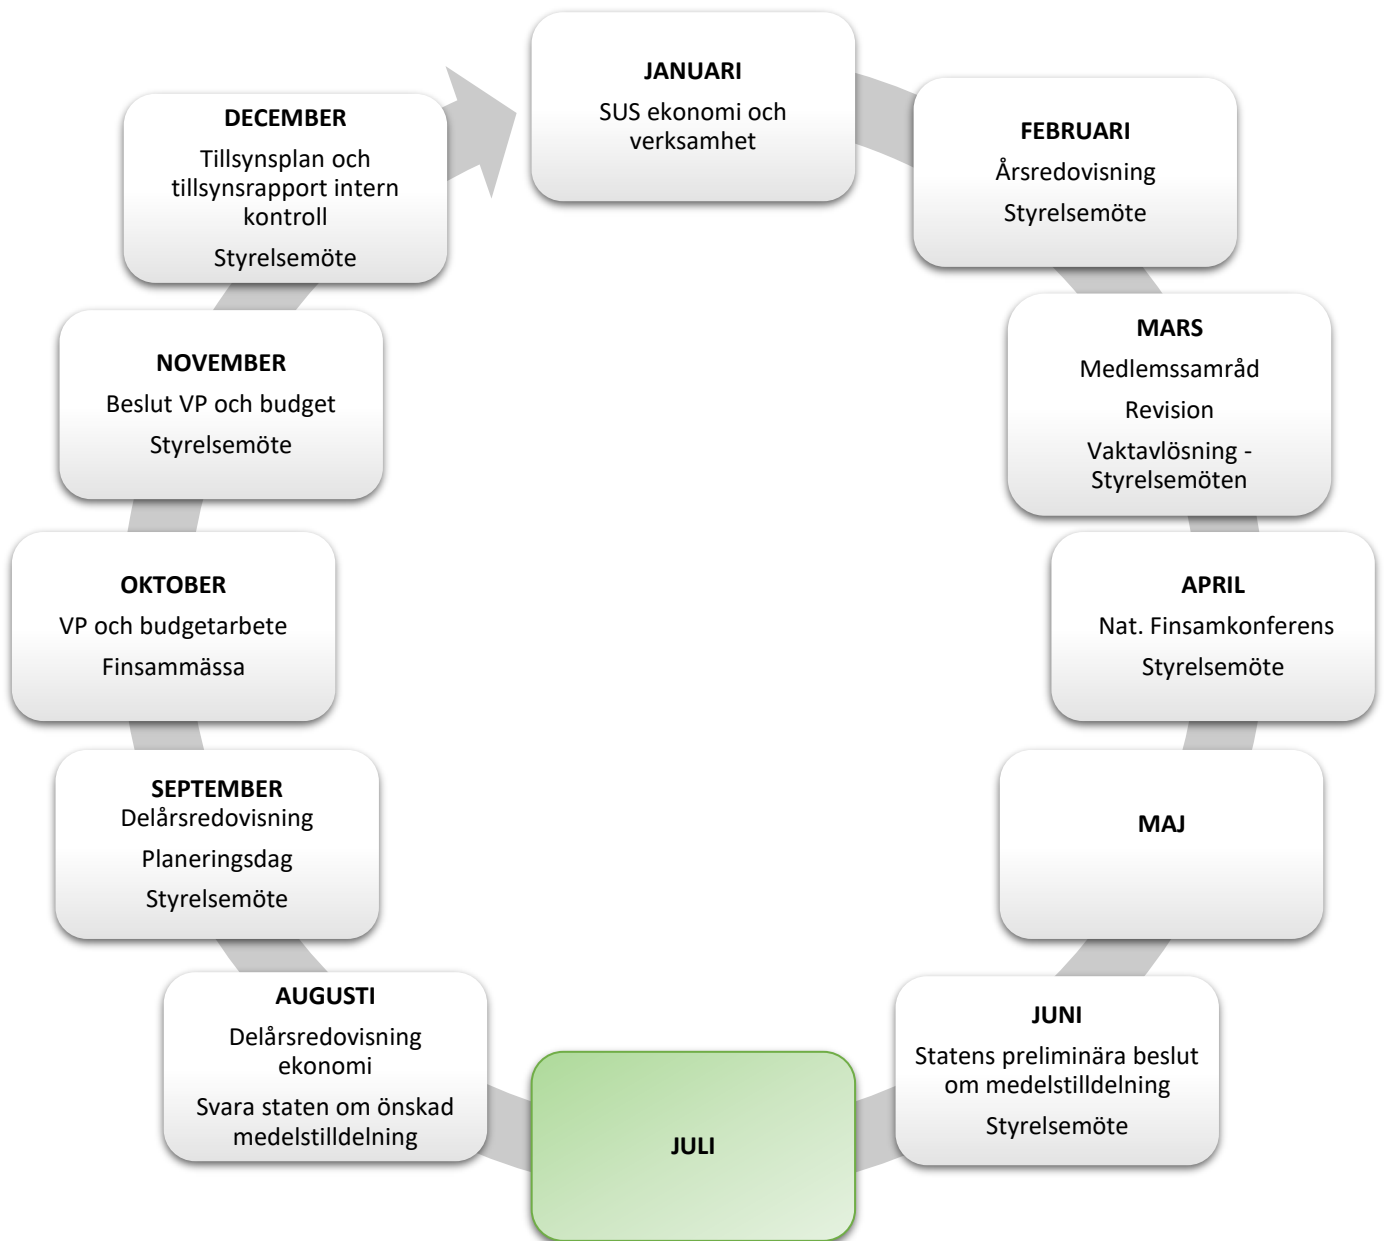 JANUARI
SUS ekonomi och
verksamhet
FEBRUARI
Årsredovisning
Styrelsemöte
MARS
Medlemssamråd
Revision
Vaktavlösning -
Styrelsemöten
APRIL
Nat. Finsamkonferens
Styrelsemöte
MAJ
JUNI
Statens preliminära beslut
om medelstilldelning
Styrelsemöte
JULI
AUGUSTI
Delårsredovisning
ekonomi
Svara staten om önskad
medelstilldelning
SEPTEMBER
Delårsredovisning
Planeringsdag
Styrelsemöte
OKTOBER
VP och budgetarbete
Finsammässa
NOVEMBER
Beslut VP och budget
Styrelsemöte
DECEMBER
Tillsynsplan och
tillsynsrapport intern
kontroll
Styrelsemöte